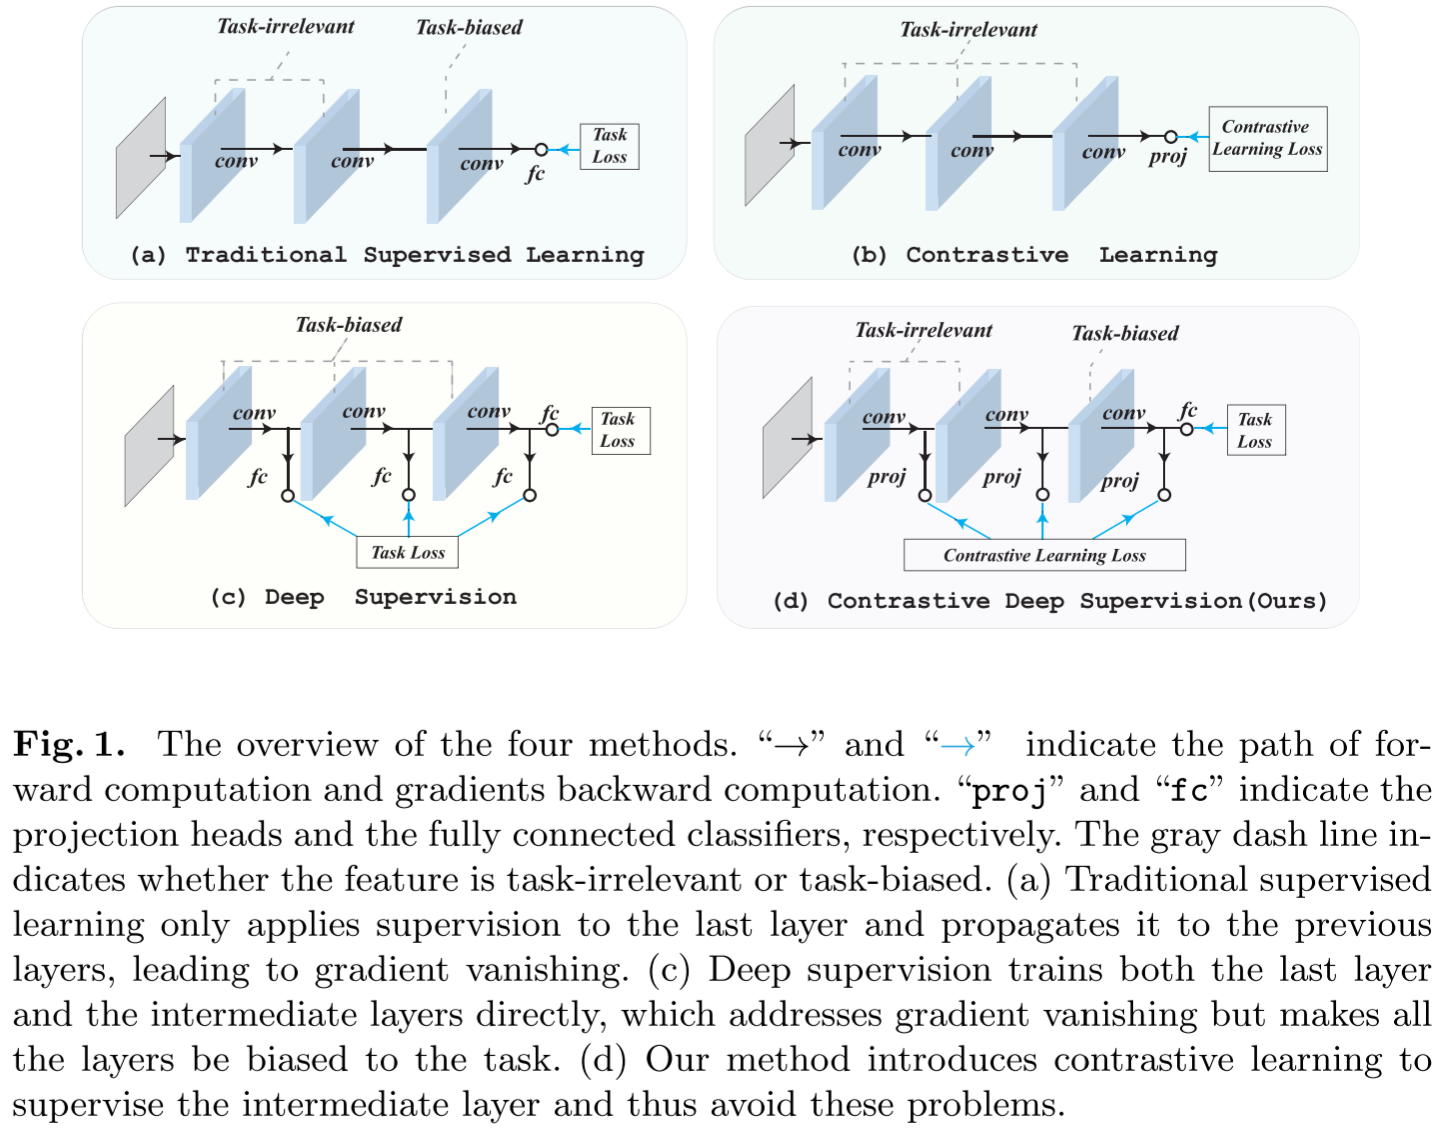 Task-irrelevant
Task-biased
conv
conv
conv
fc
Task
Loss
(a) Traditional Supervised Learning
Task-irrelevant
conv
conv
conv
proj
Contrastive
Learning Loss
(b) Contrastive Learning
Task-biased
conv
conv
conv
fc
Task
Loss
fc
fc
fc
Task Loss
(c) Deep Supervision
Task-irrelevant
Task-biased
conv
conv
conv
fc
Task
Loss
proj
proj
proj
Contrastive Learning Loss
(d) Contrastive Deep Supervision(Ours)
Fig. 1. The overview of the four methods. “→” and “→” indicate the path of for-
ward computation and gradients backward computation. “proj” and “fc” indicate the
projection heads and the fully connected classifiers, respectively. The gray dash line in-
dicates whether the feature is task-irrelevant or task-biased. (a) Traditional supervised
learning only applies supervision to the last layer and propagates it to the previous
layers, leading to gradient vanishing. (c) Deep supervision trains both the last layer
and the intermediate layers directly, which addresses gradient vanishing but makes all
the layers be biased to the task. (d) Our method introduces contrastive learning to
supervise the intermediate layer and thus avoid these problems.